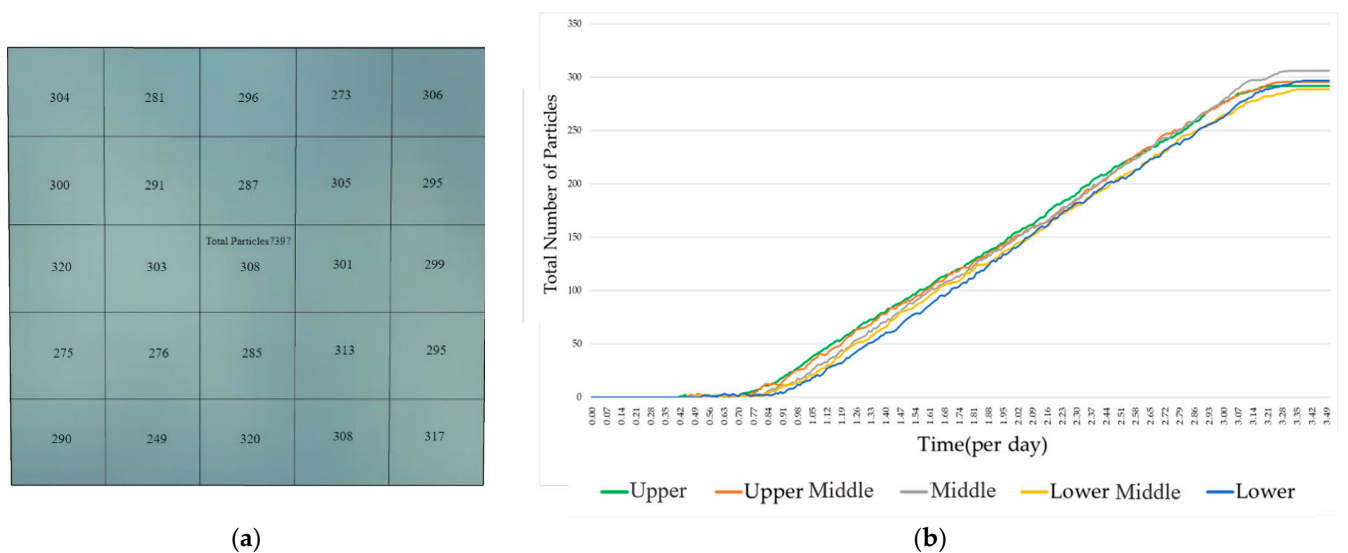 304 281 296 273 306
300 291 287 305 295
Total Particles7397
320 303 308 301 299
275 276 285 313 295
290 249 320 308 317
(a)
350
300
250
200
150
100
50
0
Total Number of Particles
0.00 0.07 0.14 0.21 0.28 0.35 0.42 0.49 0.56 0.63 0.70 0.77 0.84 0.91 0.98 1.05 1.12 1.19 1.26 1.33 1.40 1.47 1.54 1.61 1.68 1.74 1.81 1.88 1.95 2.02 2.09 2.16 2.23 2.30 2.37 2.44 2.51 2.58 2.65 2.72 2.79 2.86 2.93 3.00 3.07 3.14 3.21 3.28 3.35 3.42 3.49
Time(per day)
Upper Upper Middle Middle Lower Middle Lower
(b)